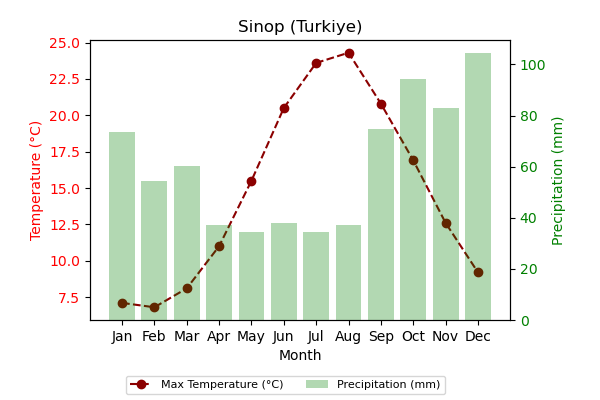 Sinop (Turkiye)
25.0
22.5
20.0
17.5
15.0
12.5
10.0
7.5
Temperature (°C)
100
80
60
40
20
0
Precipitation (mm)
Jan Feb Mar Apr May Jun Jul Aug Sep Oct Nov Dec
Month
Max Temperature (°C) Precipitation (mm)